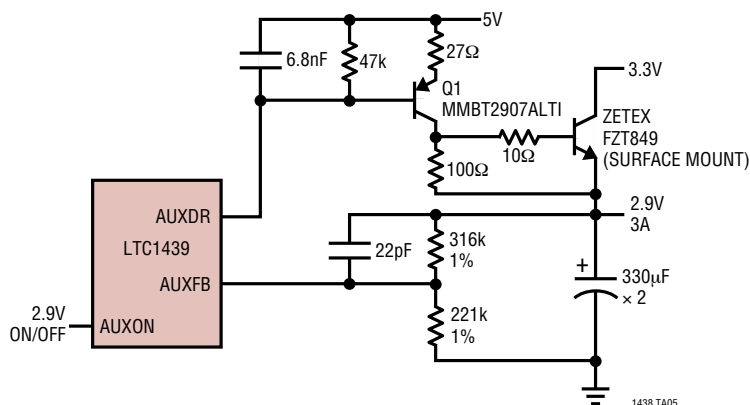 5V
6.8nF
47k
27Ω
3.3V
Q1
MMBT2907ALTI
ZETEX
FZT849
(SURFACE MOUNT)
10Ω
100Ω
AUXDR
2.9V
3A
LTC1439
22pF
316k
1%
AUXFB
+
330µF
× 2
2.9V
ON/OFF
AUXON
221k
1%
1438 TA05